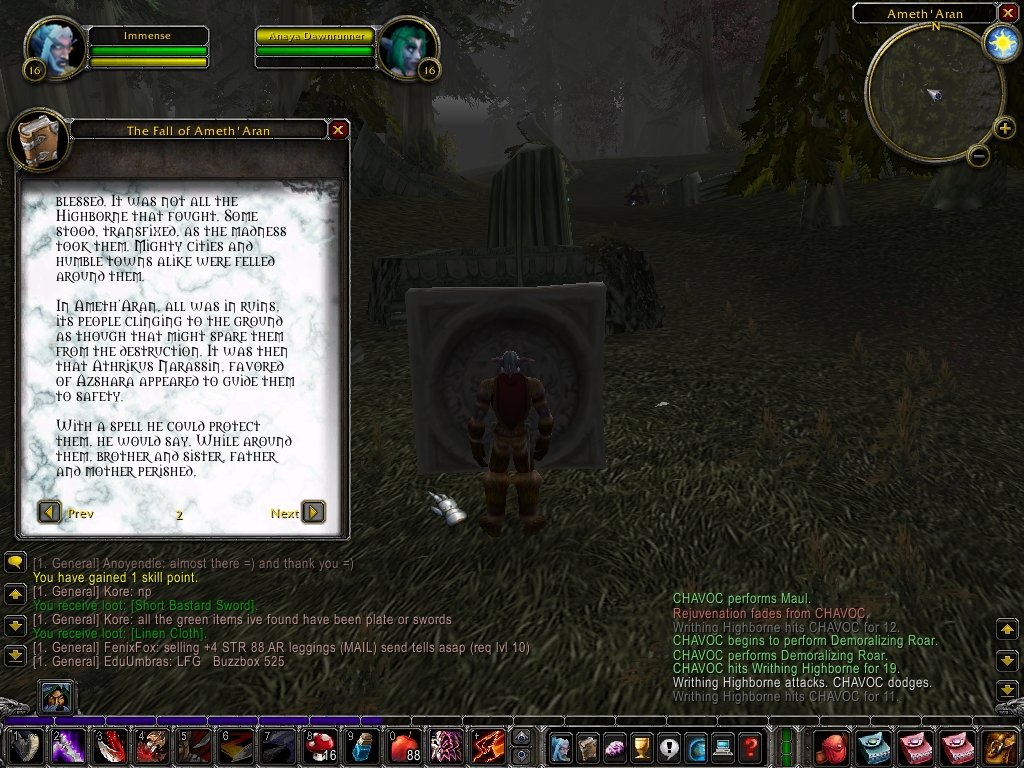 Immense
16
Anaya Dawnrunner
16
Ameth'Aran
N
The Fall of Ameth'Aran
blessed. It was not all the
Highborne that fought. Some
stood, transfixed, as the madness
took them. Mighty cities and
humble towns alike were felled
around them.
In Ameth'Aran, all was in ruins,
its people clinging to the ground
as though that might spare them
from the destruction. It was then
that Athrikus Narassin, favored
of Azshara appeared to guide them
to safety.
With a spell he could protect
them, he would say. While around
them, brother and sister, father
and mother perished.
Prev 2 Next
[1. General] Anoyendle: almost there =) and thank you =)
You have gained 1 skill point.
[1. General] Kore: np
You receive loot: [Short Bastard Sword].
[1. General] Kore: all the green items ive found have been plate or swords
You receive loot: [Linen Cloth].
[1. General] FenixFox: selling +4 STR 88 AR leggings (MAIL) send tells asap (req lvl 10)
[1. General] EduUmbras: LFG   Buzzbox 525
CHAVOC performs Maul.
Rejuvenation fades from CHAVOC.
Writhing Highborne hits CHAVOC for 12.
CHAVOC begins to perform Demoralizing Roar.
CHAVOC performs Demoralizing Roar.
CHAVOC hits Writhing Highborne for 19.
Writhing Highborne attacks. CHAVOC dodges.
Writhing Highborne hits CHAVOC for 11.
1 2 3 4 5 6 7 8 16 9 88